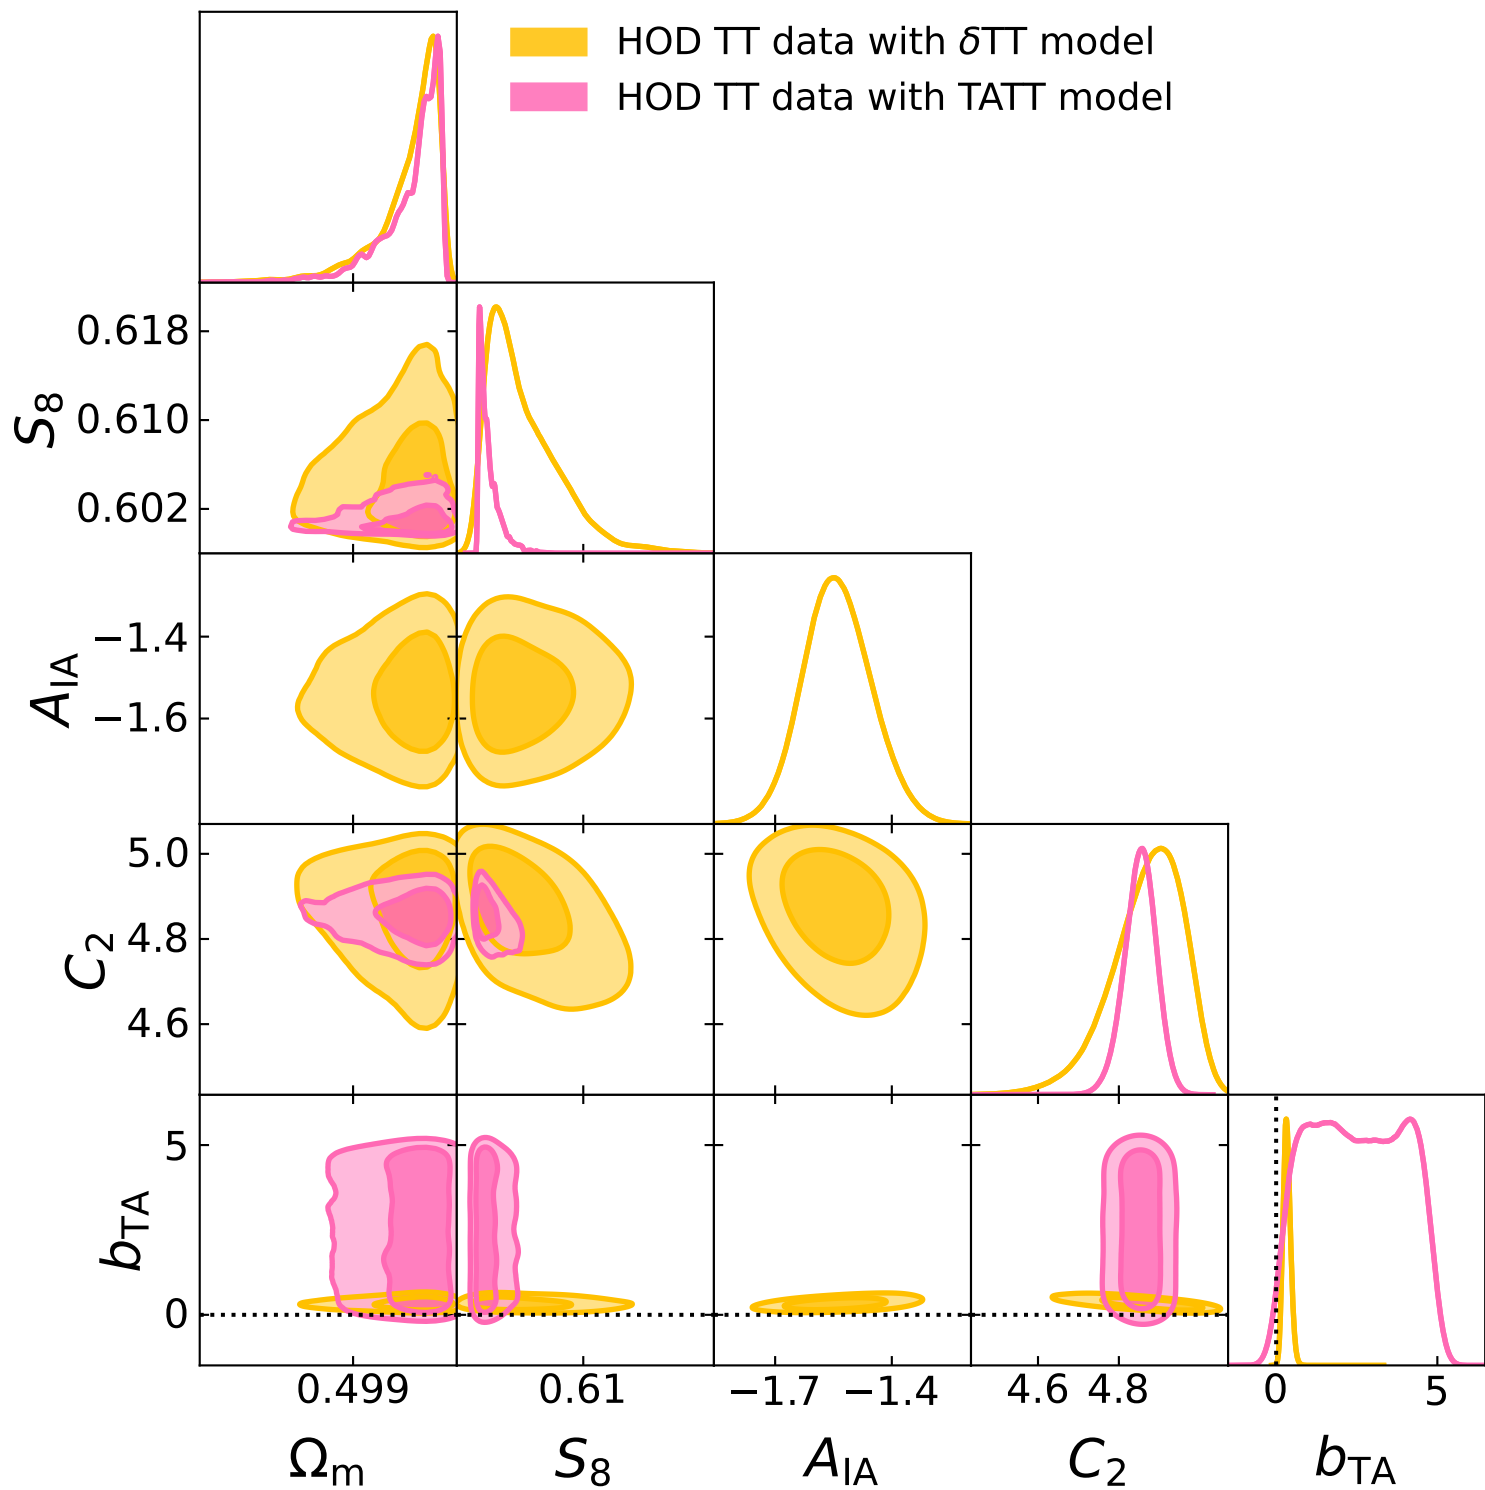 HOD TT data with δTT model
HOD TT data with TATT model
0.618
0.610
0.602
S8
−1.4
−1.6
AIA
5.0
4.8
4.6
C2
5
0
bTA
0.499
0.61
−1.7 −1.4
4.6 4.8
0 5
Ωm
S8
AIA
C2
bTA